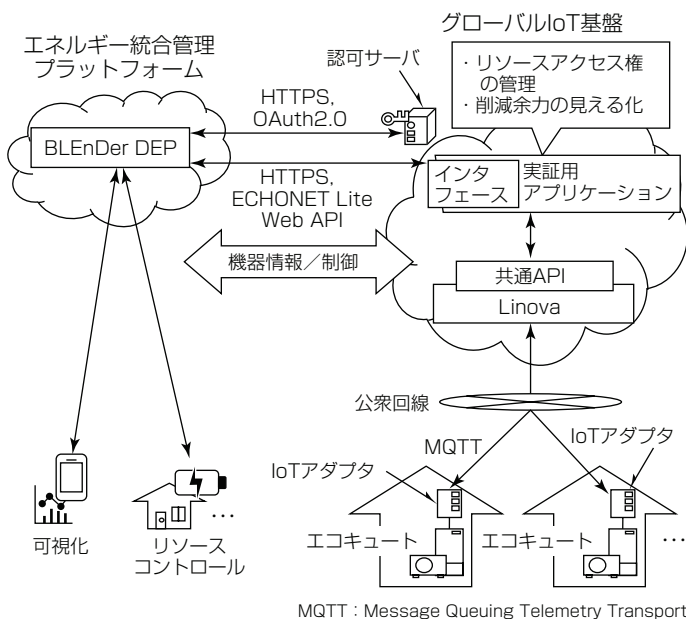 グローバルIoT基盤
エネルギー統合管理
プラットフォーム
認可サーバ
・リソースアクセス権
の管理
・削減余力の見える化
HTTPS,
OAuth2.0
BLEnDer DEP
HTTPS,
ECHONET Lite
Web API
インタ
フェース
実証用
アプリケーション
機器情報／制御
共通API
Linova
公衆回線
MQTT
IoTアダプタ
IoTアダプタ
エコキュート
エコキュート
…
…
可視化
リソース
コントロール
MQTT：Message Queuing Telemetry Transport